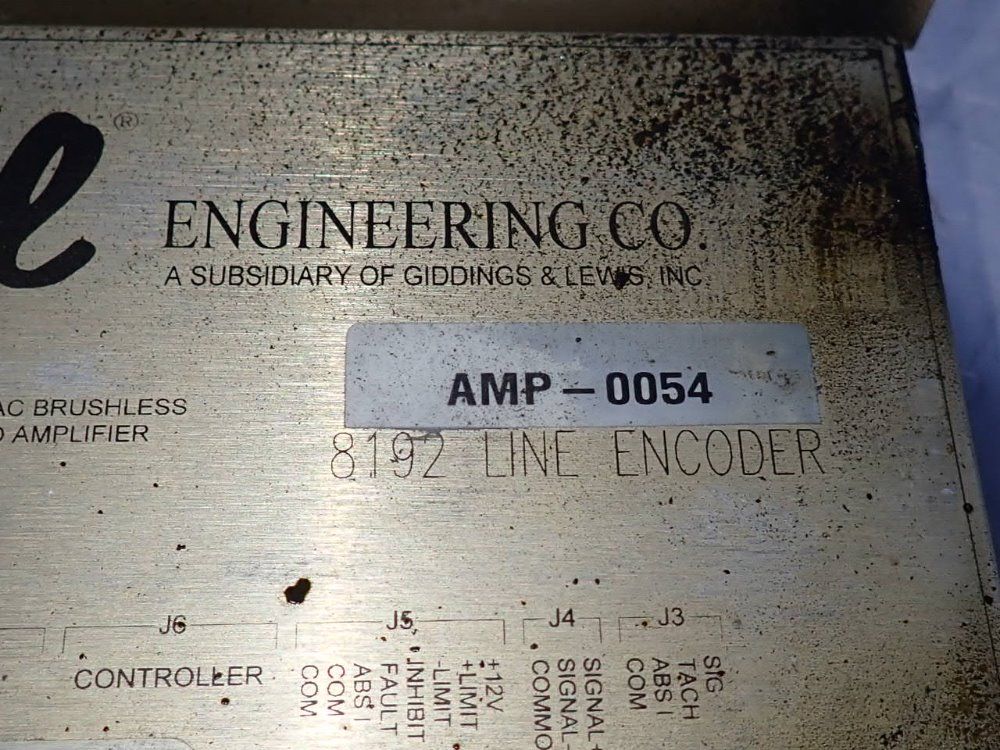 l ®
ENGINEERING CO.
A SUBSIDIARY OF GIDDINGS & LEWIS, INC
AMP-0054
AC BRUSHLESS
AMPLIFIER
8192 LINE ENCODER
J6
J5
J4
J3
CONTROLLER
COM
COM
ABS I
FAULT
INHIBIT
-LIMIT
+LIMIT
+12V
COMMO
SIGNAL-
SIGNAL+
COM
ABS I
TACH
SIG